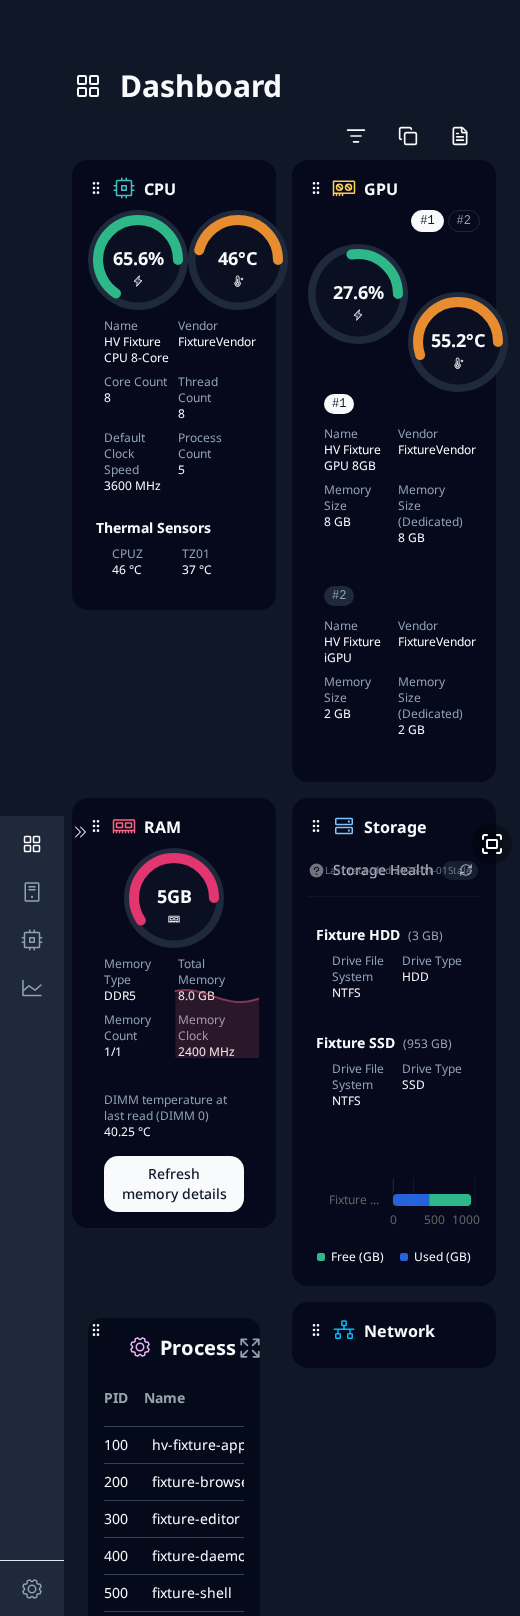 Dashboard
CPU
65.6%
46°C
Name
HV Fixture
CPU 8-Core
Vendor
FixtureVendor
Core Count
8
Thread
Count
8
Default
Clock
Speed
3600 MHz
Process
Count
5
Thermal Sensors
CPUZ
46 °C
TZ01
37 °C
GPU
#1 #2
27.6%
55.2°C
#1
Name
HV Fixture
GPU 8GB
Vendor
FixtureVendor
Memory
Size
8 GB
Memory
Size
(Dedicated)
8 GB
#2
Name
HV Fixture
iGPU
Vendor
FixtureVendor
Memory
Size
2 GB
Memory
Size
(Dedicated)
2 GB
RAM
5GB
Memory
Type
DDR5
Total
Memory
8.0 GB
Memory
Count
1/1
Memory
Clock
2400 MHz
DIMM temperature at
last read (DIMM 0)
40.25 °C
Refresh
memory details
Storage
Storage Health
Fixture HDD (3 GB)
Drive File
System
NTFS
Drive Type
HDD
Fixture SSD (953 GB)
Drive File
System
NTFS
Drive Type
SSD
Fixture ...
0 500 1000
Free (GB) Used (GB)
Process
PID Name
100 hv-fixture-app
200 fixture-browse
300 fixture-editor
400 fixture-daemo
500 fixture-shell
Network